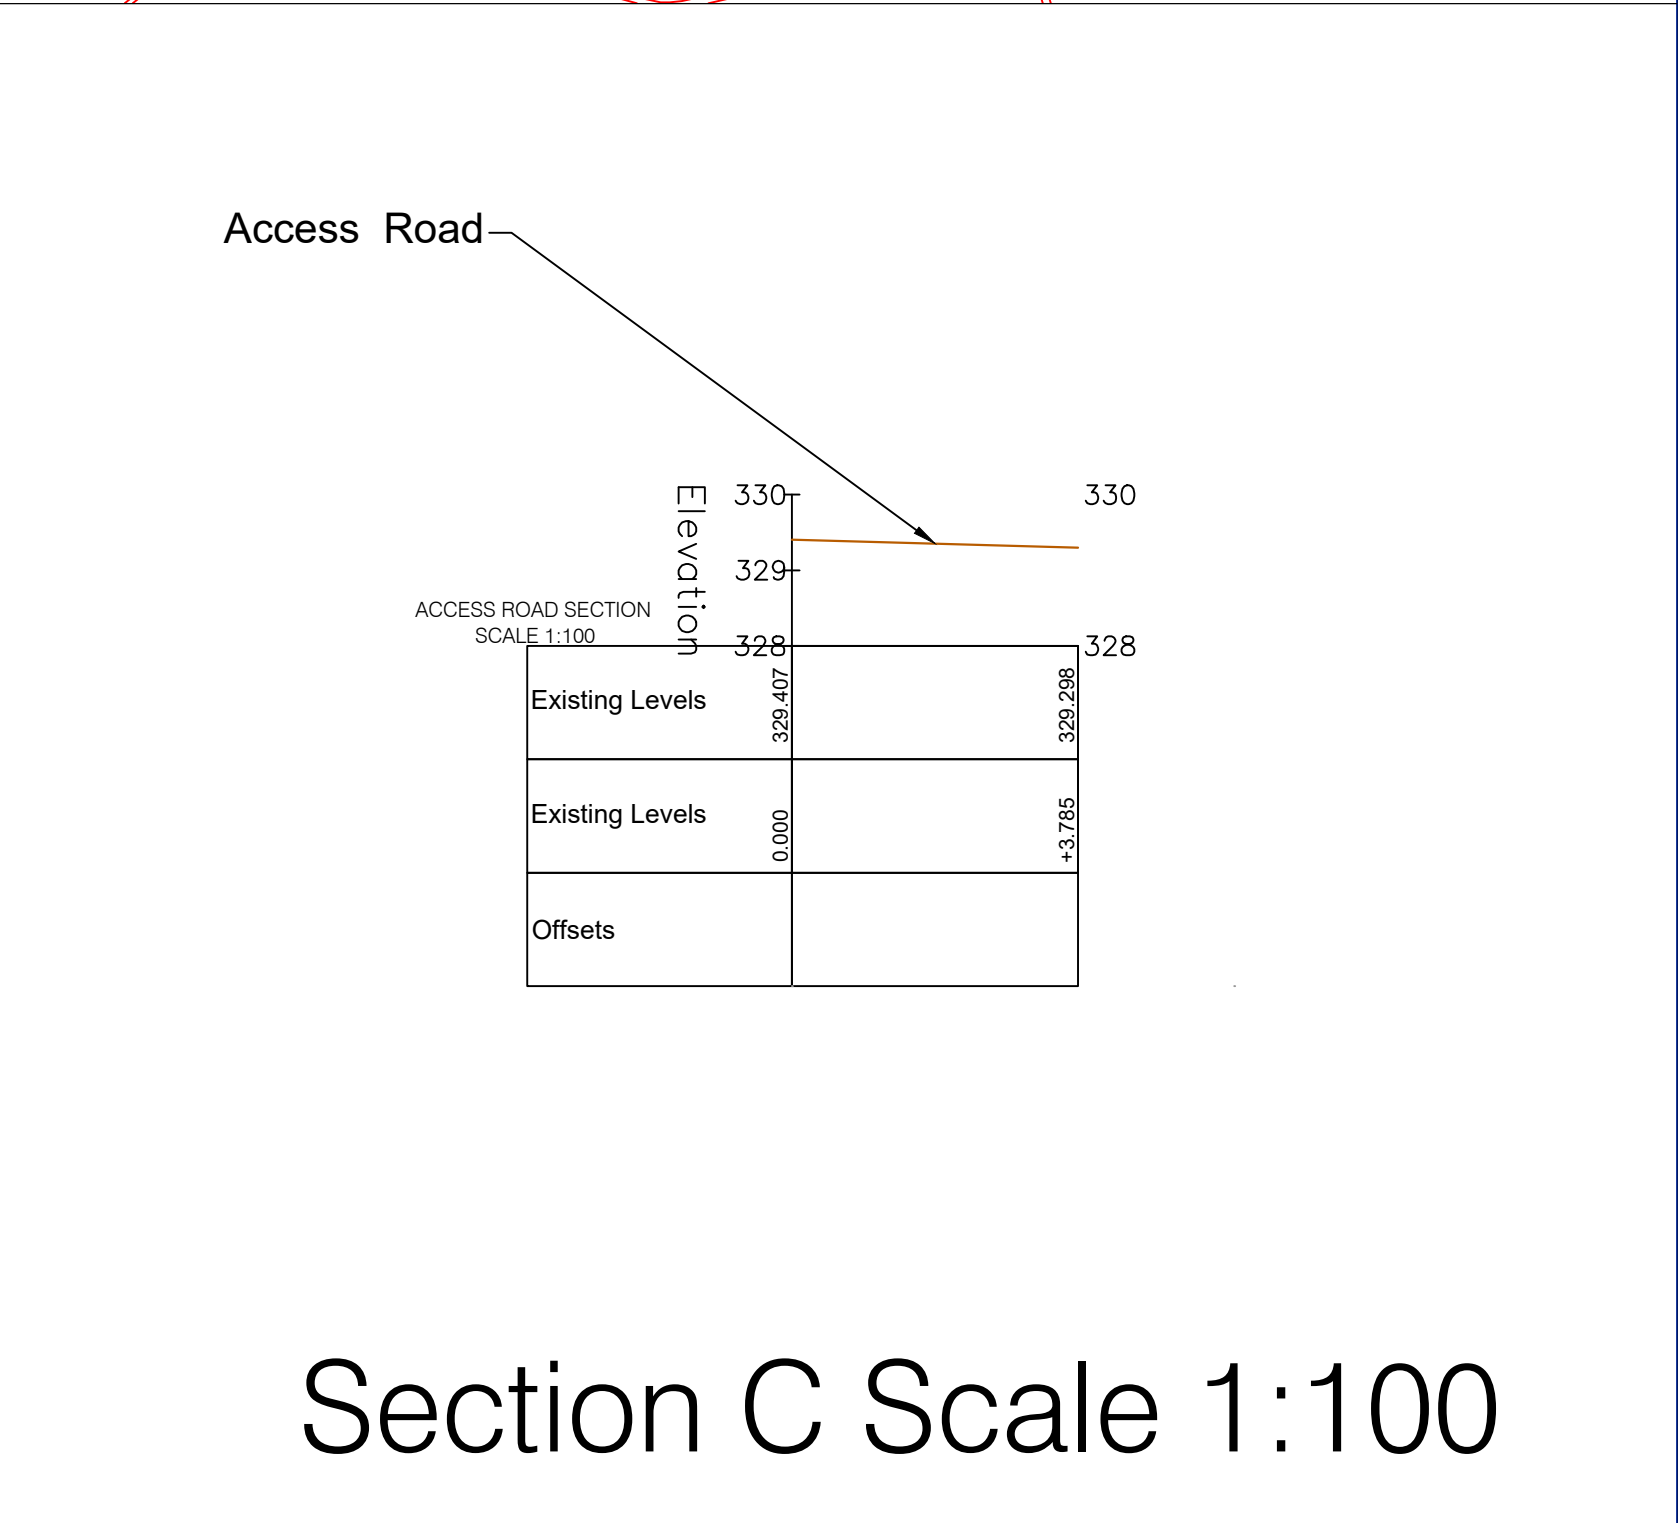 Access Road
Elevation
330
330
329
328
328
ACCESS ROAD SECTION
SCALE 1:100
Existing Levels
329.407
329.298
Existing Levels
0.000
+3.785
Offsets
Section C Scale 1:100